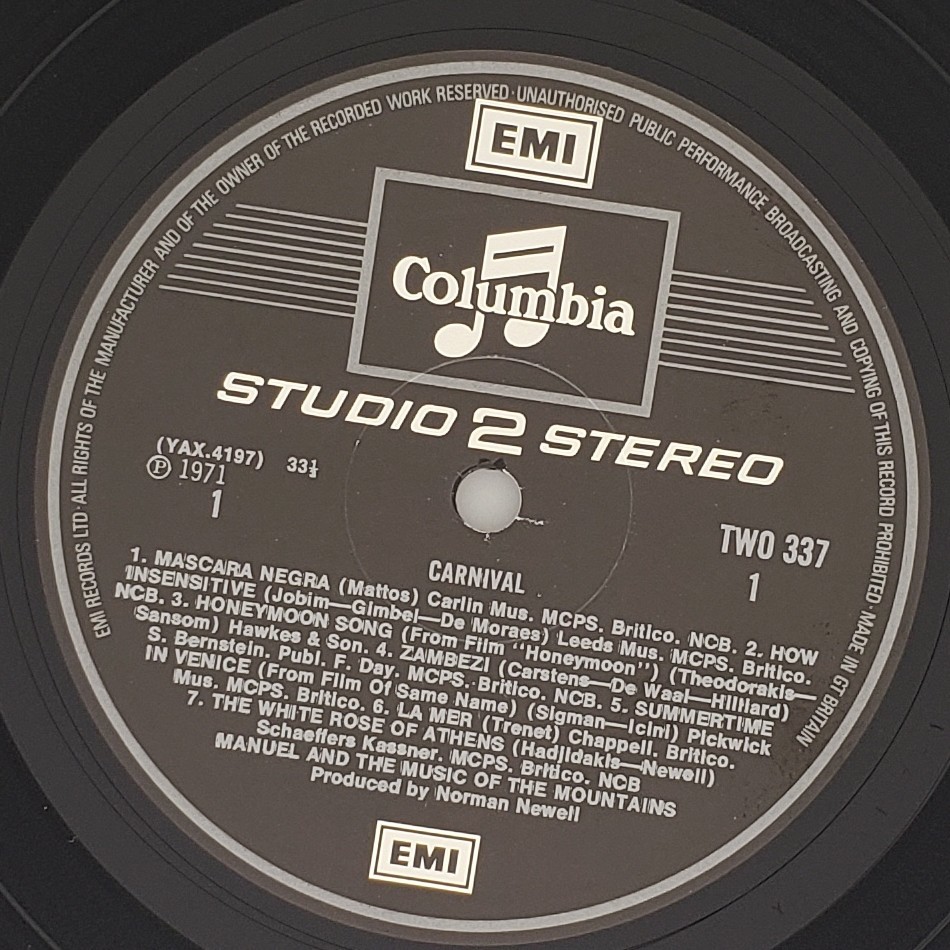 EMI RECORDS LTD · ALL RIGHTS OF THE MANUFACTURER AND OF THE OWNER OF THE RECORDED WORK RESERVED · UNAUTHORISED PUBLIC PERFORMANCE BROADCASTING AND COPYING OF THIS RECORD PROHIBITED · MADE IN GT BRITAIN
EMI
Columbia
STUDIO 2 STEREO
(YAX.4197) 33⅓
℗ 1971
1
TWO 337
1
CARNIVAL
1. MASCARA NEGRA (Mattos) Carlin Mus. MCPS. Britico. NCB. 2. HOW
INSENSITIVE (Jobim—Gimbel—De Moraes) Leeds Mus. MCPS. Britico.
NCB. 3. HONEYMOON SONG (From Film "Honeymoon") (Theodorakis—
Sansom) Hawkes & Son. 4. ZAMBEZI (Carstens—De Waal—Hilliard)
S. Bernstein. Publ. F. Day. MCPS. Britico. NCB. 5. SUMMERTIME
IN VENICE (From Film Of Same Name) (Sigman—Icini) Pickwick
Mus. MCPS. Britico. 6. LA MER (Trenet) Chappell. Britico.
7. THE WHITE ROSE OF ATHENS (Hadjidakis—Newell)
Schaeffers Kassner. MCPS. Britico. NCB
MANUEL AND THE MUSIC OF THE MOUNTAINS
Produced by Norman Newell
EMI